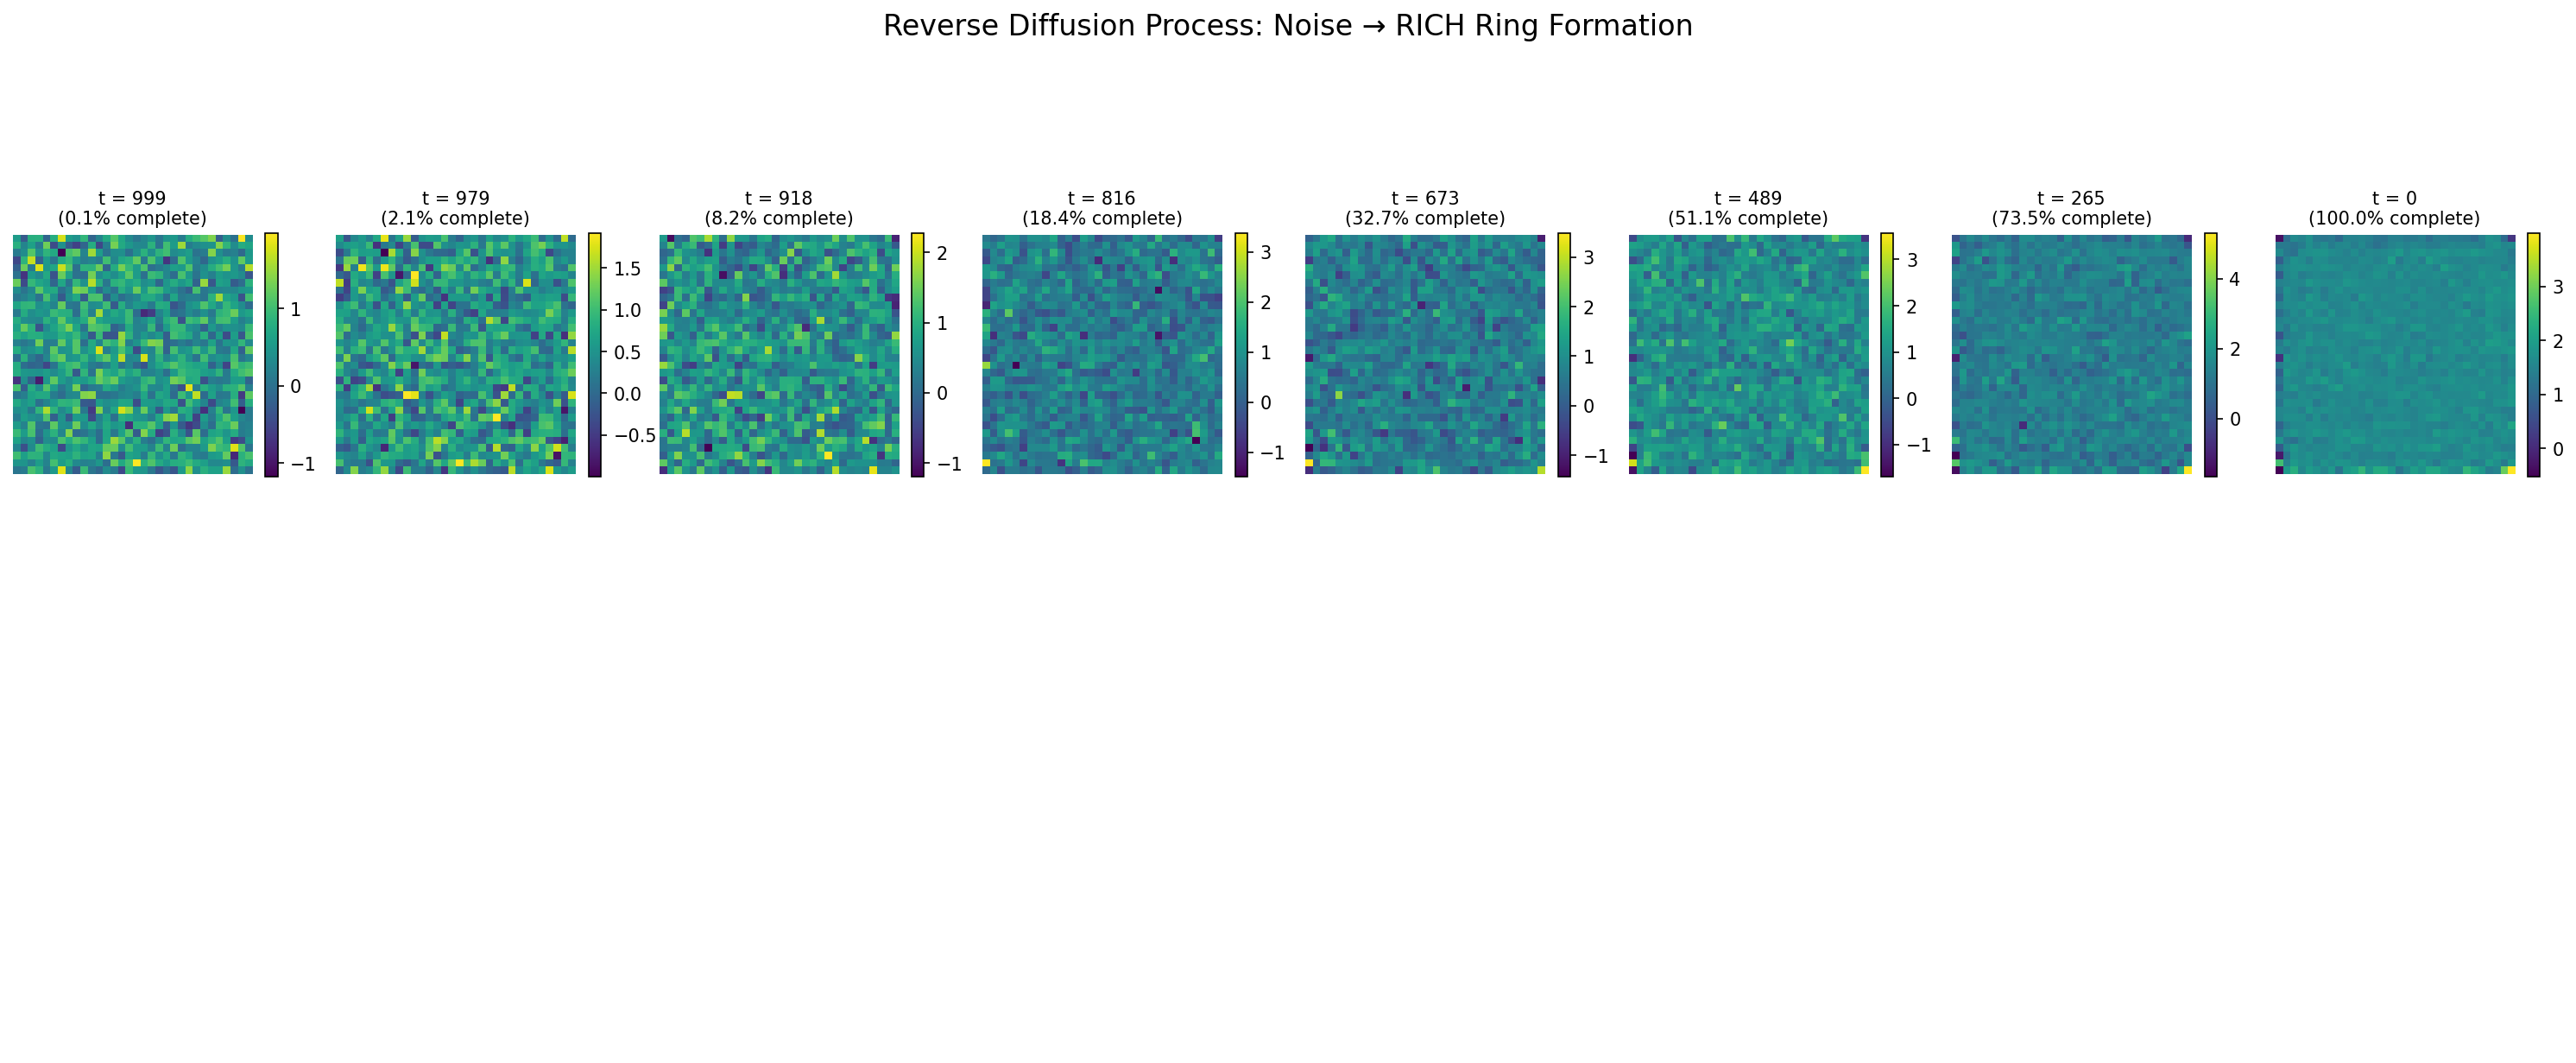 Reverse Diffusion Process: Noise → RICH Ring Formation
t = 999
(0.1% complete)
t = 979
(2.1% complete)
t = 918
(8.2% complete)
t = 816
(18.4% complete)
t = 673
(32.7% complete)
t = 489
(51.1% complete)
t = 265
(73.5% complete)
t = 0
(100.0% complete)
1
0
−1
1.5
1.0
0.5
0.0
−0.5
2
1
0
−1
3
2
1
0
−1
3
2
1
0
−1
3
2
1
0
−1
4
2
0
3
2
1
0